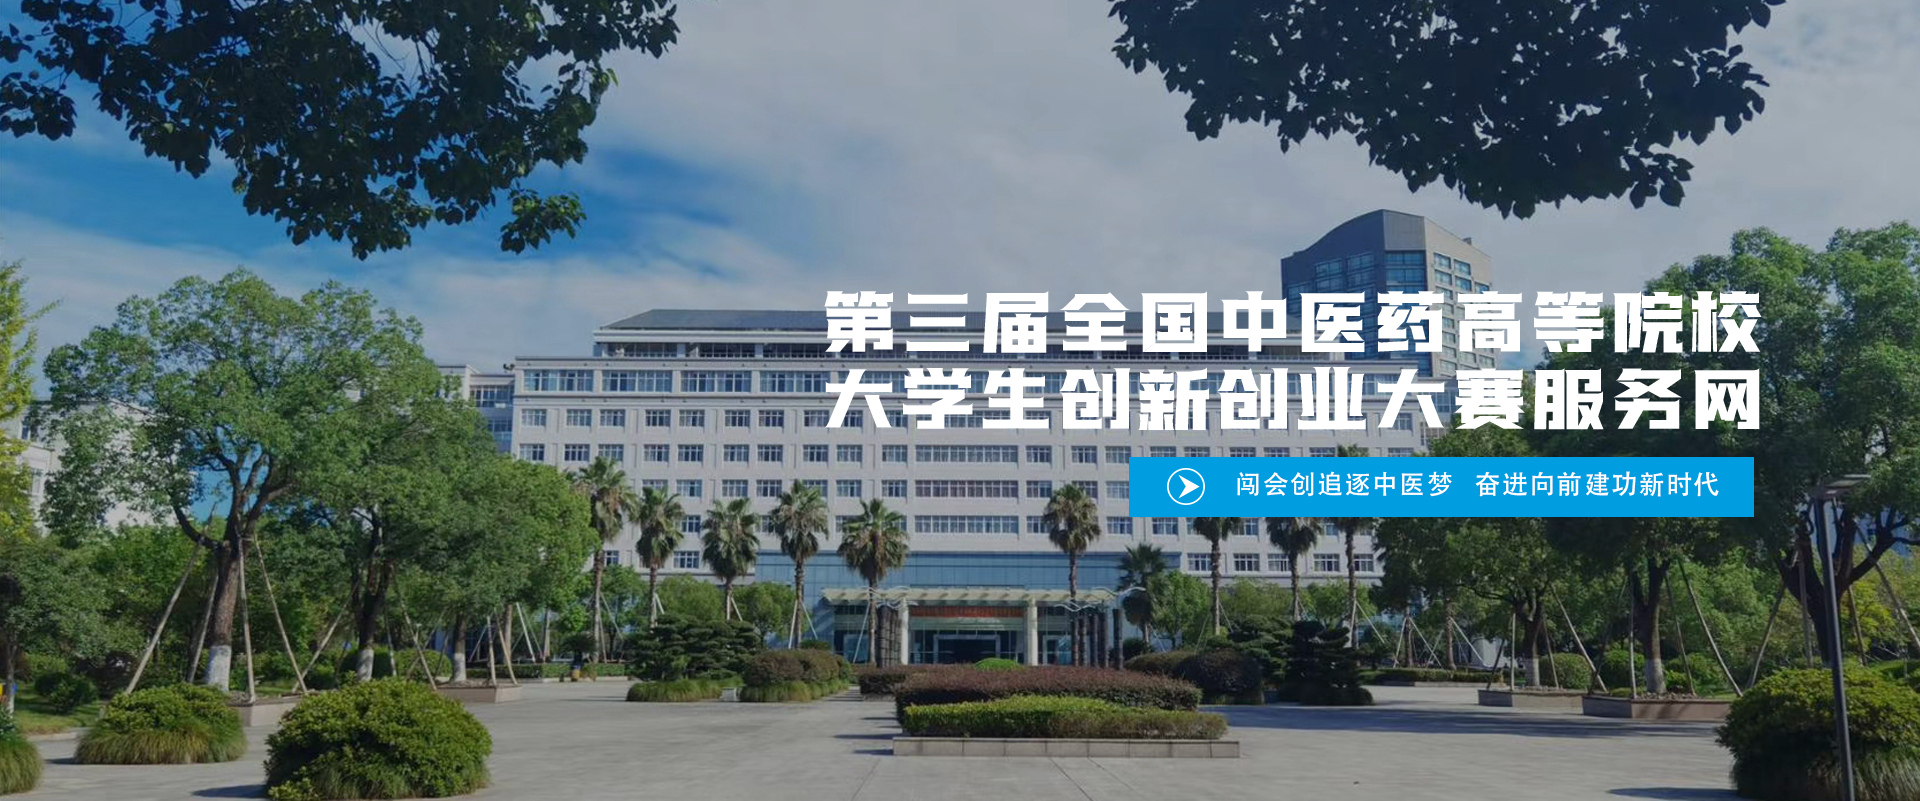 第三届全国中医药高等院校
大学生创新创业大赛服务网
闯会创追逐中医梦 奋进向前建功新时代